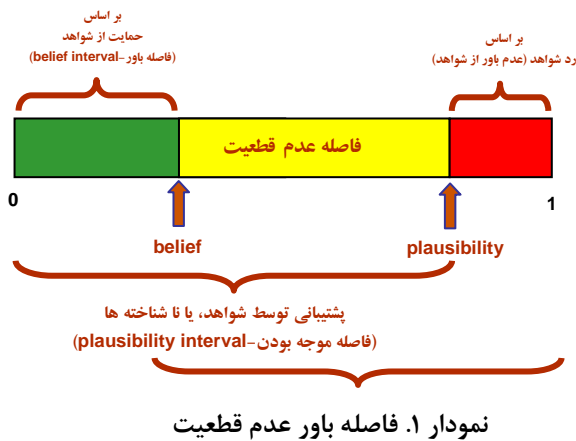 بر اساس
حمایت از شواهد
(فاصله باور-belief interval)
بر اساس
رد شواهد (عدم باور از شواهد)
فاصله عدم قطعیت
0
1
belief
plausibility
پشتیبانی توسط شواهد، یا نا شناخته ها
(فاصله موجه بودن-plausibility interval)
نمودار ۱. فاصله باور عدم قطعیت